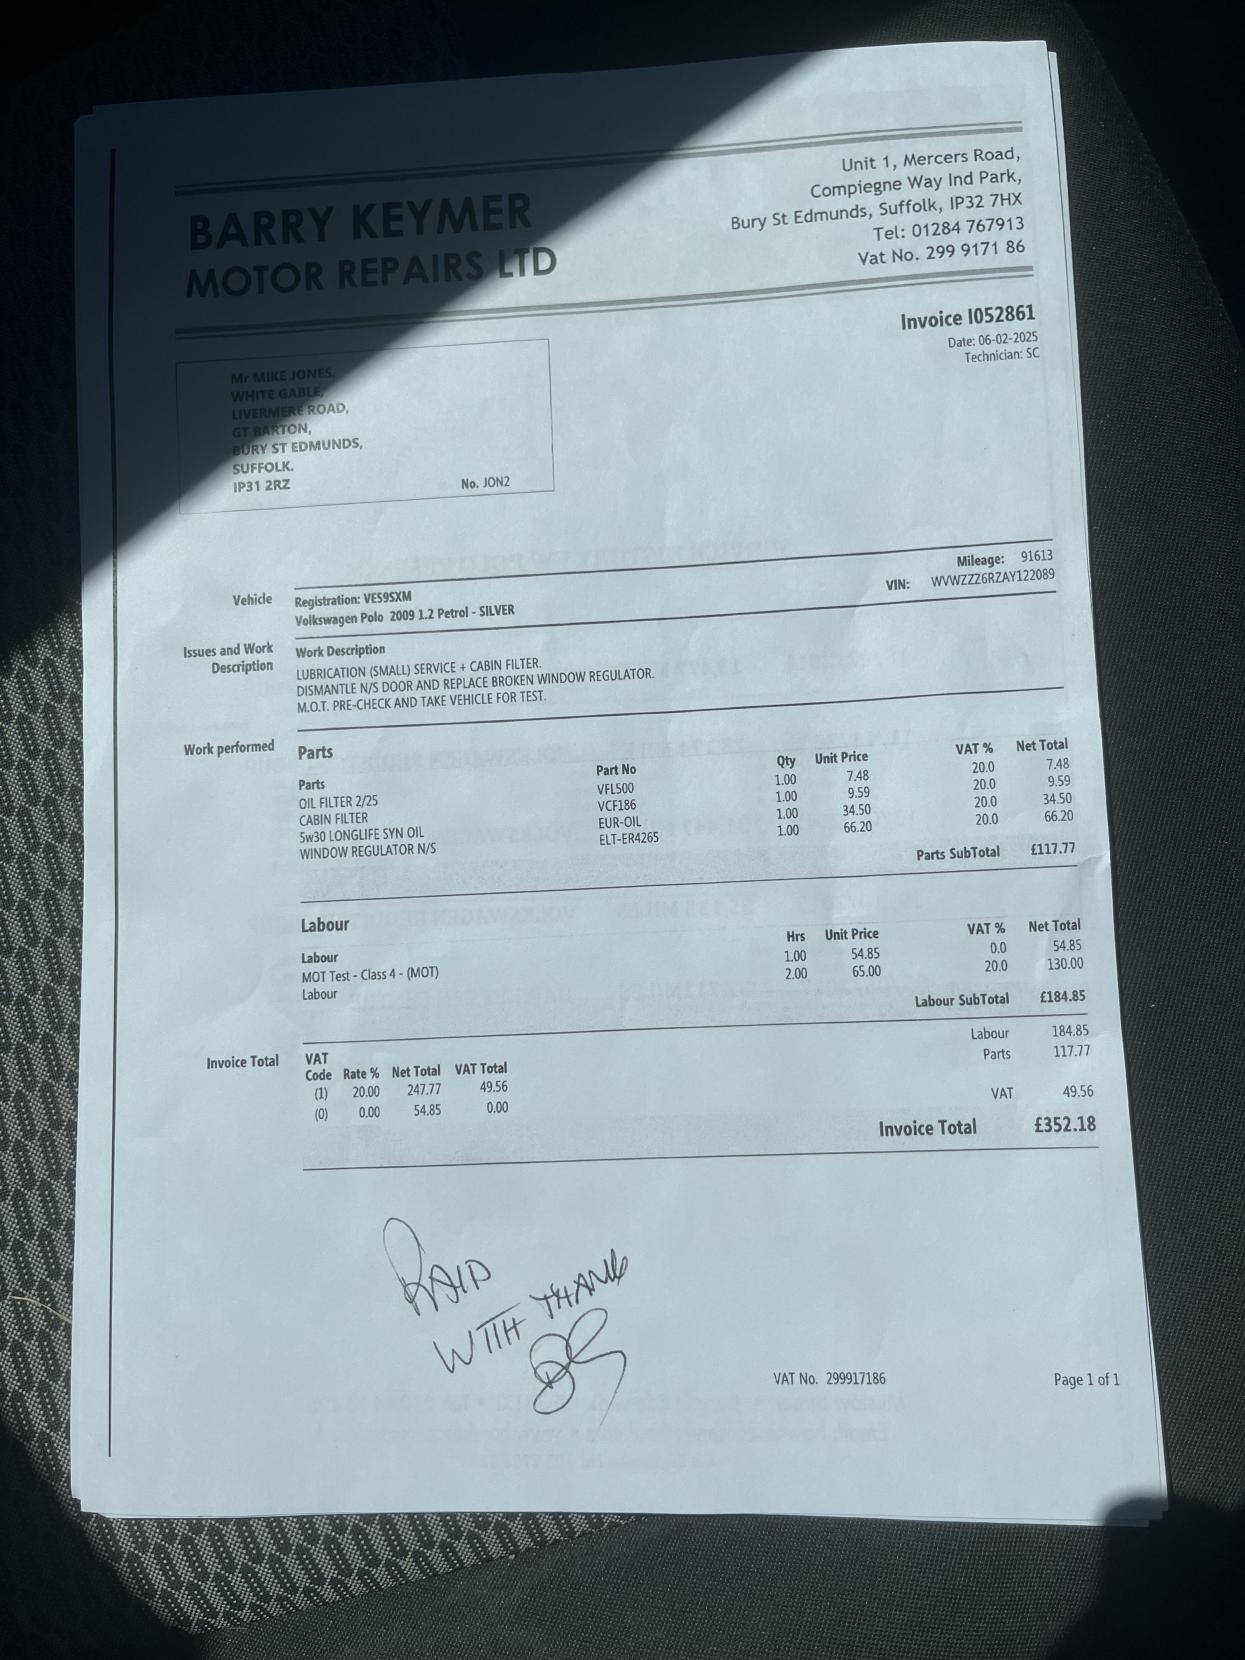 BARRY KEYMER
MOTOR REPAIRS LTD
Unit 1, Mercers Road,
Compiegne Way Ind Park,
Bury St Edmunds, Suffolk, IP32 7HX
Tel: 01284 767913
Vat No. 299 9171 86
Invoice I052861
Date: 06-02-2025
Technician: SC
Mr MIKE JONES,
WHITE GABLE,
LIVERMERE ROAD,
GT BARTON,
BURY ST EDMUNDS,
SUFFOLK.
IP31 2RZ
No. JON2
Vehicle
Registration: VE59SXM
Volkswagen Polo 2009 1.2 Petrol - SILVER
Mileage: 91613
VIN: WVWZZZ6RZAY122089
Issues and Work
Description
Work Description
LUBRICATION (SMALL) SERVICE + CABIN FILTER.
DISMANTLE N/S DOOR AND REPLACE BROKEN WINDOW REGULATOR.
M.O.T. PRE-CHECK AND TAKE VEHICLE FOR TEST.
Work performed
Parts
Parts Part No Qty Unit Price VAT % Net Total
OIL FILTER 2/25 VFL500 1.00 7.48 20.0 7.48
CABIN FILTER VCF186 1.00 9.59 20.0 9.59
5w30 LONGLIFE SYN OIL EUR-OIL 1.00 34.50 20.0 34.50
WINDOW REGULATOR N/S ELT-ER4265 1.00 66.20 20.0 66.20
Parts SubTotal £117.77
Labour
Labour Hrs Unit Price VAT % Net Total
MOT Test - Class 4 - (MOT) 1.00 54.85 0.0 54.85
Labour 2.00 65.00 20.0 130.00
Labour SubTotal £184.85
Invoice Total
VAT
Code Rate % Net Total VAT Total
(1) 20.00 247.77 49.56
(0) 0.00 54.85 0.00
Labour 184.85
Parts 117.77
VAT 49.56
Invoice Total £352.18
PAID
WITH THANKS
VAT No. 299917186
Page 1 of 1